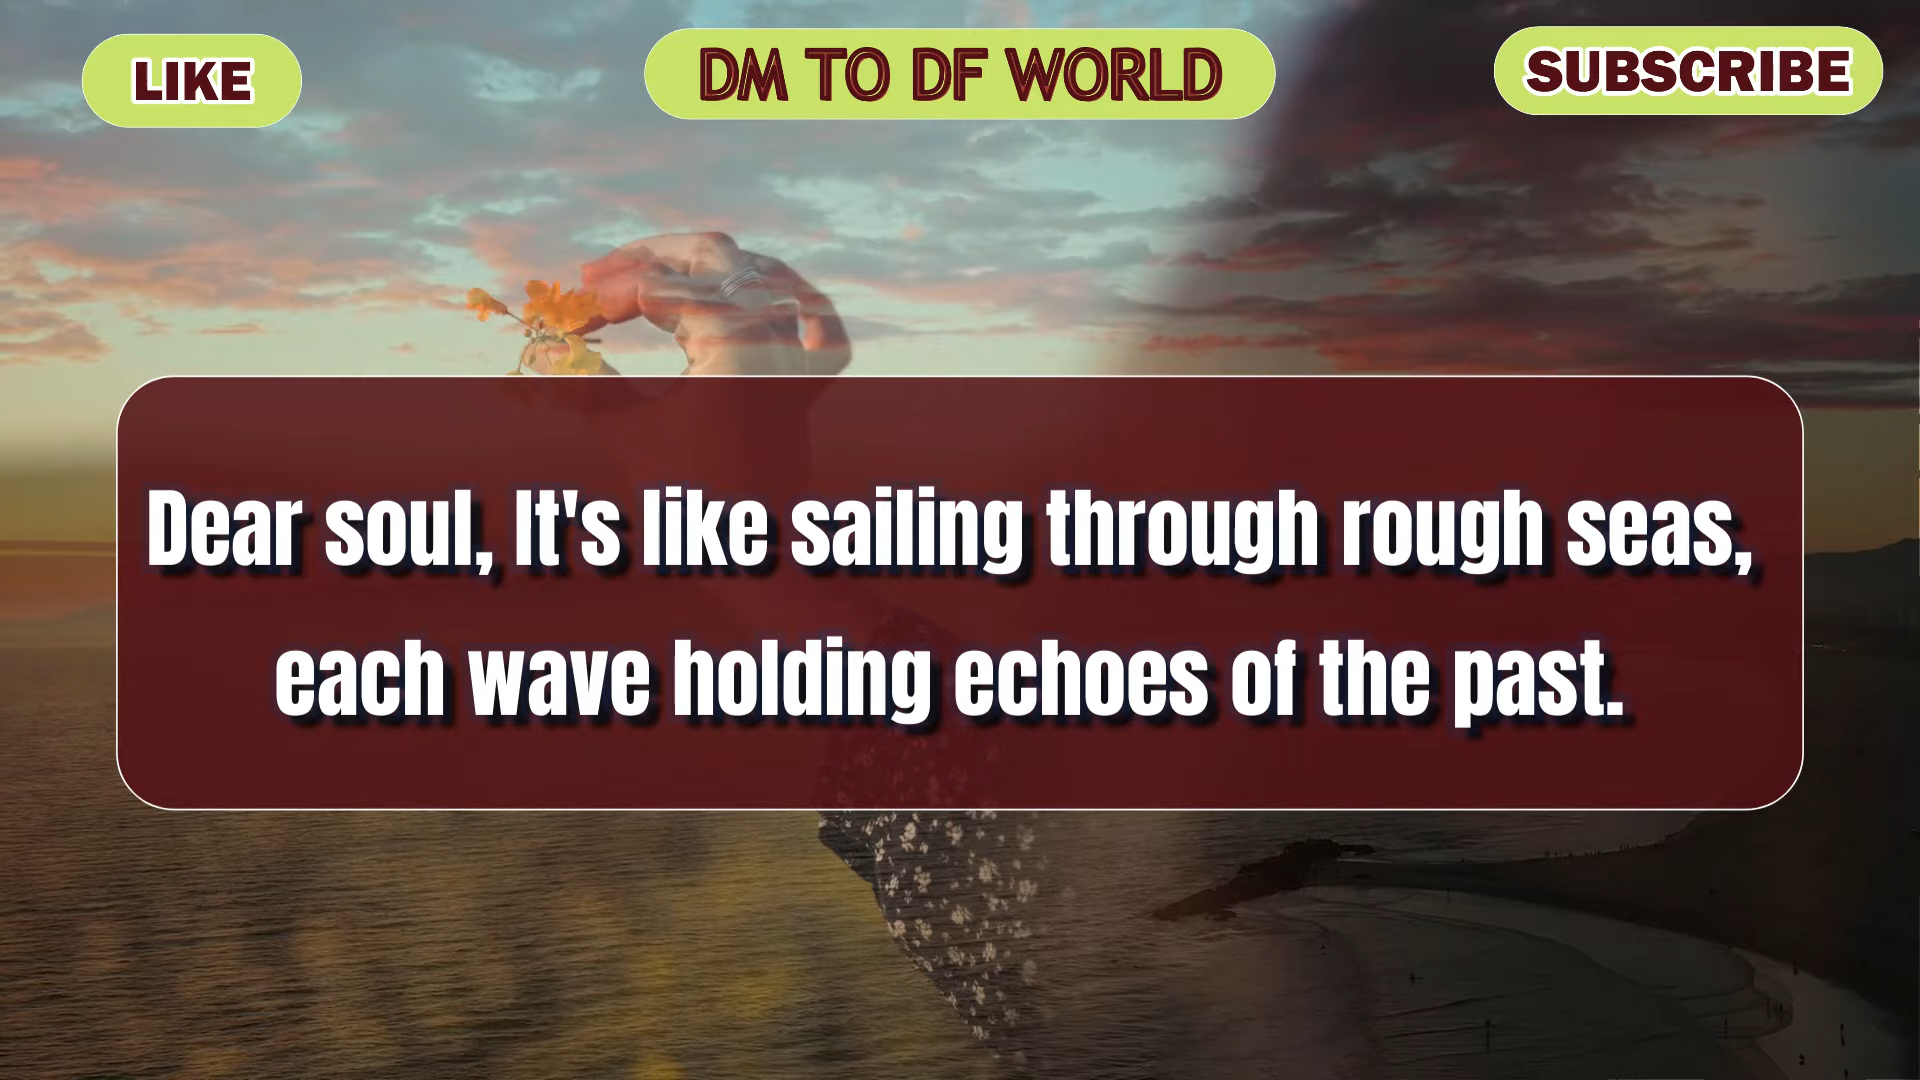 LIKE
DM TO DF WORLD
SUBSCRIBE
Dear soul, It's like sailing through rough seas,
each wave holding echoes of the past.